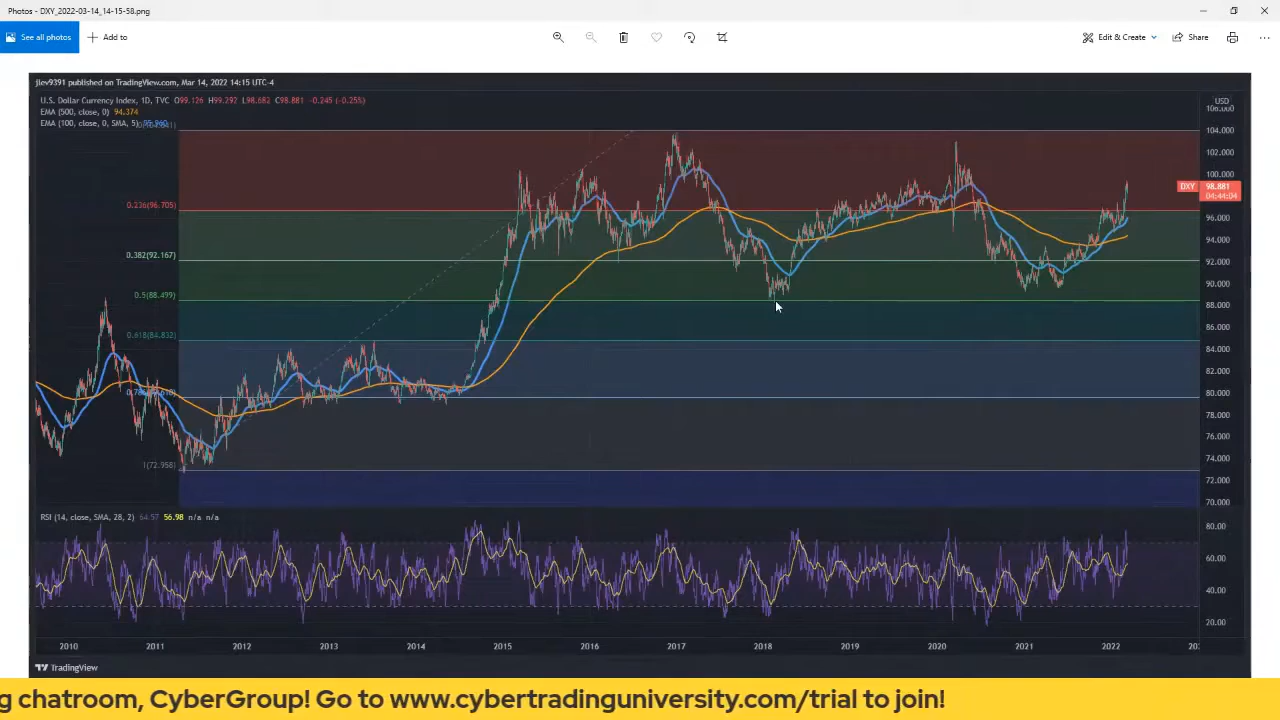 Photos - DXY_2022-03-14_14-15-58.png
See all photos
Add to
Edit & Create
Share
jlev9391 published on TradingView.com, Mar 14, 2022 14:15 UTC-4
U.S. Dollar Currency Index, 1D, TVC O99.126 H99.292 L98.682 C98.881 -0.245 (-0.25%)
EMA (500, close, 0) 94.374
EMA (100, close, 0, SMA, 5)
USD
106.000
104.000
102.000
100.000
DXY 98.881
04:44:04
0.236(96.705)
96.000
94.000
0.382(92.167)
92.000
90.000
0.5(88.499)
88.000
86.000
0.618(84.832)
84.000
82.000
80.000
78.000
76.000
74.000
1(72.958)
72.000
70.000
RSI (14, close, SMA, 28, 2) 64.57 56.98 n/a n/a
80.00
60.00
40.00
20.00
2010 2011 2012 2013 2014 2015 2016 2017 2018 2019 2020 2021 2022
TradingView
g chatroom, CyberGroup! Go to www.cybertradinguniversity.com/trial to join!